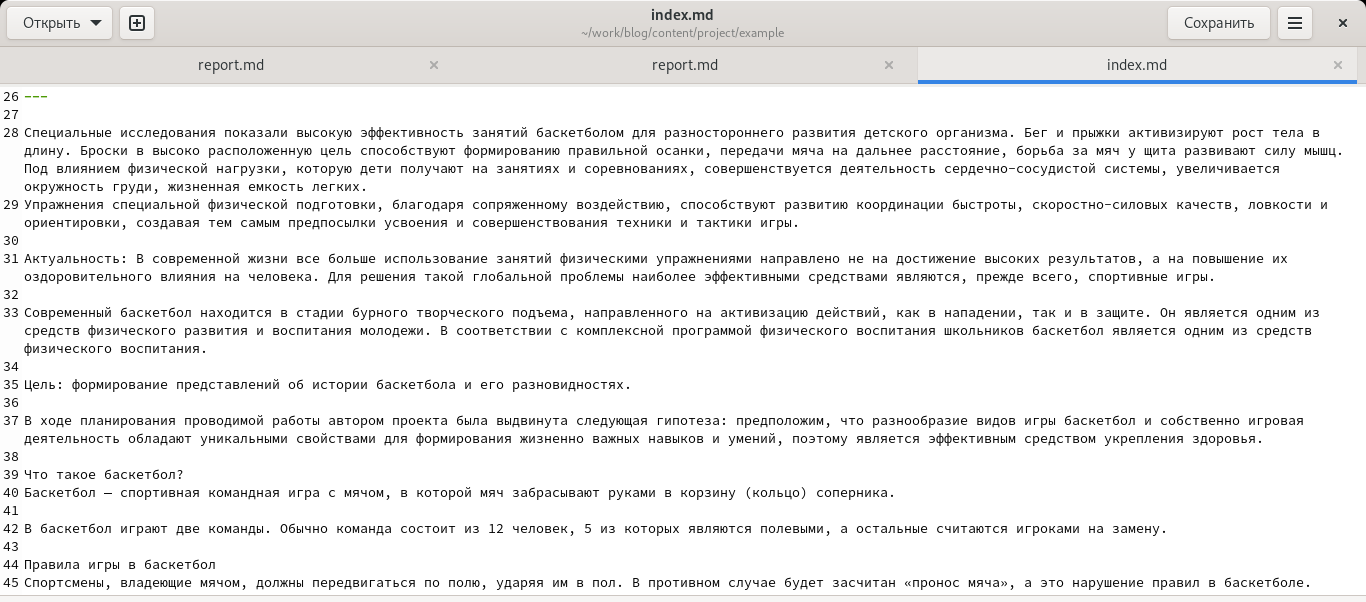 Открыть
index.md
~/work/blog/content/project/example
Сохранить
report.md
report.md
index.md
26 ---
27
28 Специальные исследования показали высокую эффективность занятий баскетболом для разностороннего развития детского организма. Бег и прыжки активизируют рост тела в
длину. Броски в высоко расположенную цель способствуют формированию правильной осанки, передачи мяча на дальнее расстояние, борьба за мяч у щита развивают силу мышц.
Под влиянием физической нагрузки, которую дети получают на занятиях и соревнованиях, совершенствуется деятельность сердечно-сосудистой системы, увеличивается
окружность груди, жизненная емкость легких.
29 Упражнения специальной физической подготовки, благодаря сопряженному воздействию, способствуют развитию координации быстроты, скоростно-силовых качеств, ловкости и
ориентировки, создавая тем самым предпосылки усвоения и совершенствования техники и тактики игры.
30
31 Актуальность: В современной жизни все больше использование занятий физическими упражнениями направлено не на достижение высоких результатов, а на повышение их
оздоровительного влияния на человека. Для решения такой глобальной проблемы наиболее эффективными средствами являются, прежде всего, спортивные игры.
32
33 Современный баскетбол находится в стадии бурного творческого подъема, направленного на активизацию действий, как в нападении, так и в защите. Он является одним из
средств физического развития и воспитания молодежи. В соответствии с комплексной программой физического воспитания школьников баскетбол является одним из средств
физического воспитания.
34
35 Цель: формирование представлений об истории баскетбола и его разновидностях.
36
37 В ходе планирования проводимой работы автором проекта была выдвинута следующая гипотеза: предположим, что разнообразие видов игры баскетбол и собственно игровая
деятельность обладают уникальными свойствами для формирования жизненно важных навыков и умений, поэтому является эффективным средством укрепления здоровья.
38
39 Что такое баскетбол?
40 Баскетбол — спортивная командная игра с мячом, в которой мяч забрасывают руками в корзину (кольцо) соперника.
41
42 В баскетбол играют две команды. Обычно команда состоит из 12 человек, 5 из которых являются полевыми, а остальные считаются игроками на замену.
43
44 Правила игры в баскетбол
45 Спортсмены, владеющие мячом, должны передвигаться по полю, ударяя им в пол. В противном случае будет засчитан «пронос мяча», а это нарушение правил в баскетболе.